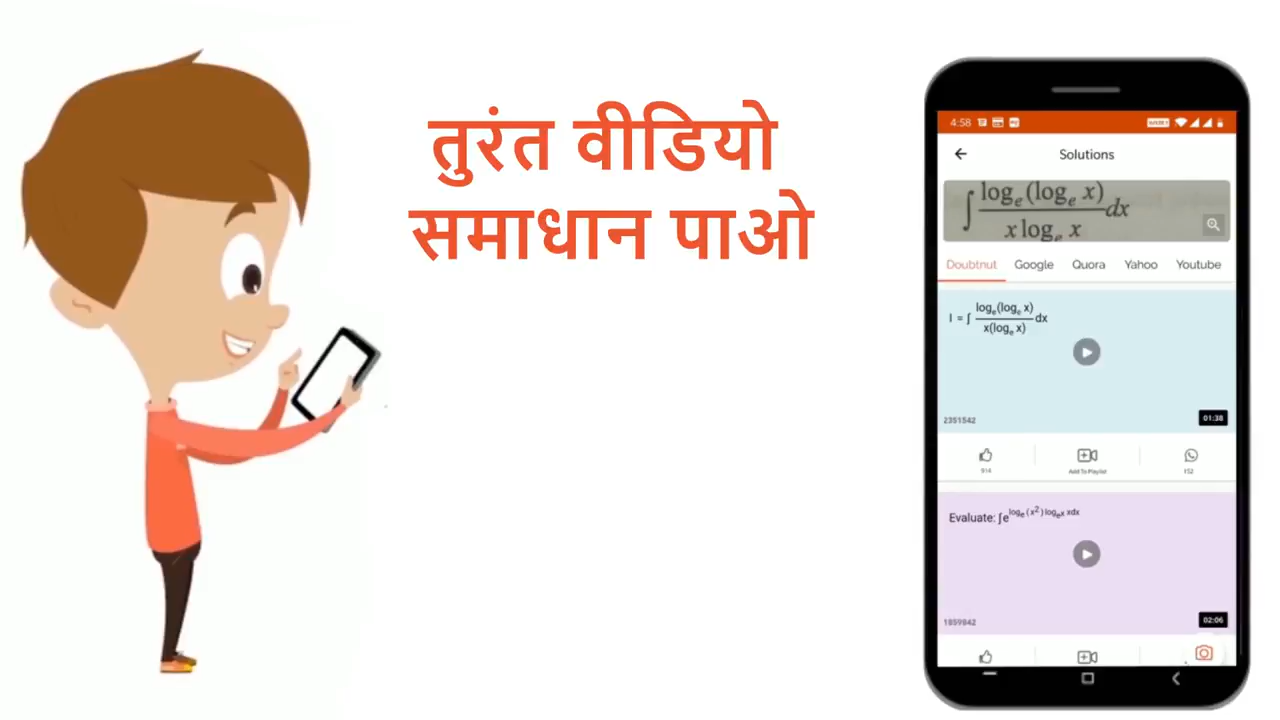 तुरंत वीडियो
समाधान पाओ
4:58
Solutions
∫ logₑ(logₑ x) / x logₑ x dx
Doubtnut Google Quora Yahoo Youtube
I = ∫ logₑ(logₑ x) / x(logₑ x) dx
2351542
01:38
914 Add To Playlist 152
Evaluate: ∫e^logₑ(x²)logₑx xdx
1859842
02:06